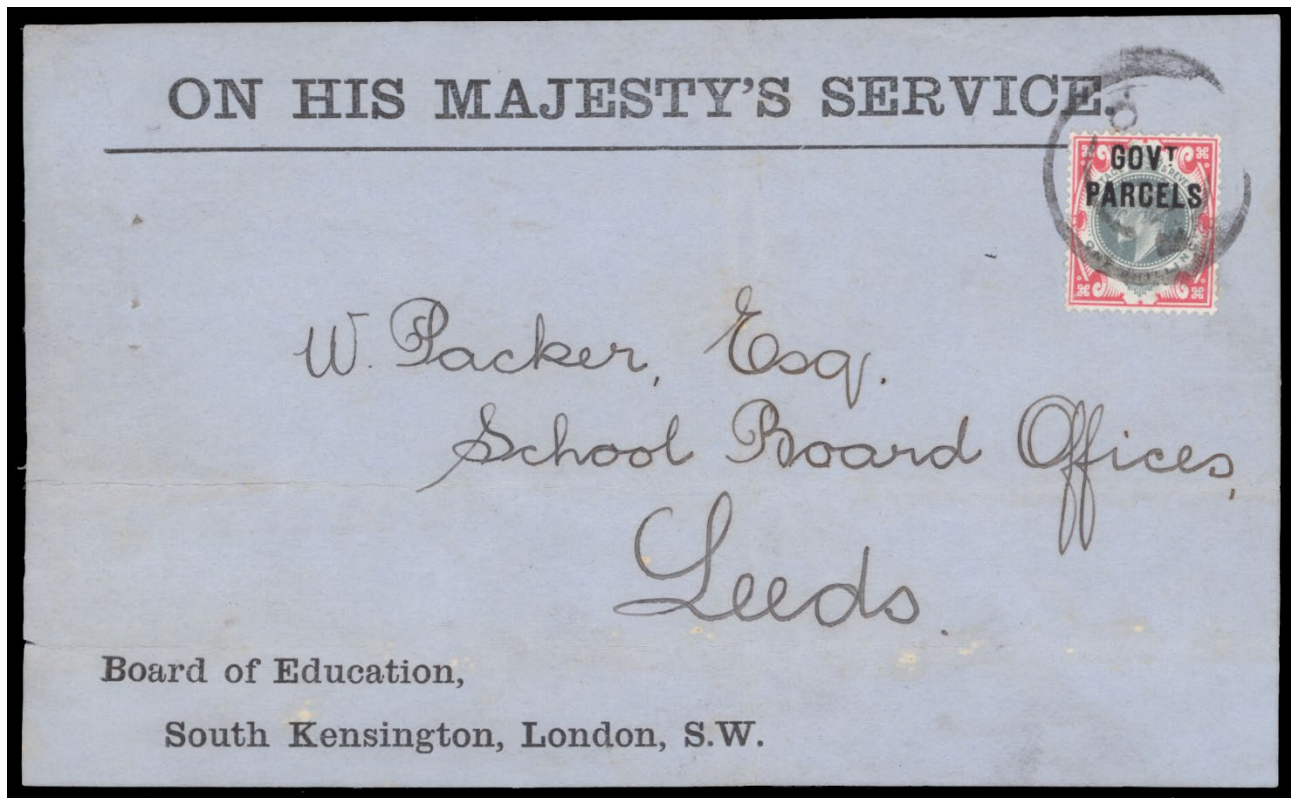 ON HIS MAJESTY'S SERVICE.
GOVT
PARCELS
W. Packer, Esq.
School Board Offices,
Leeds.
Board of Education,
South Kensington, London, S.W.